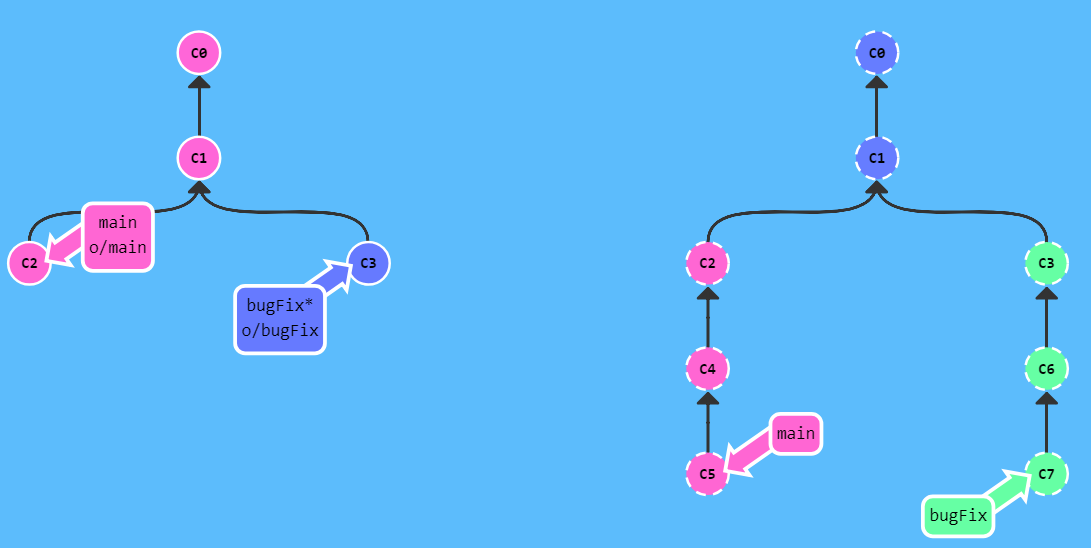 C0
C1
main
o/main
C2
C3
bugFix*
o/bugFix
C0
C1
C2
C3
C4
C6
main
C5
C7
bugFix